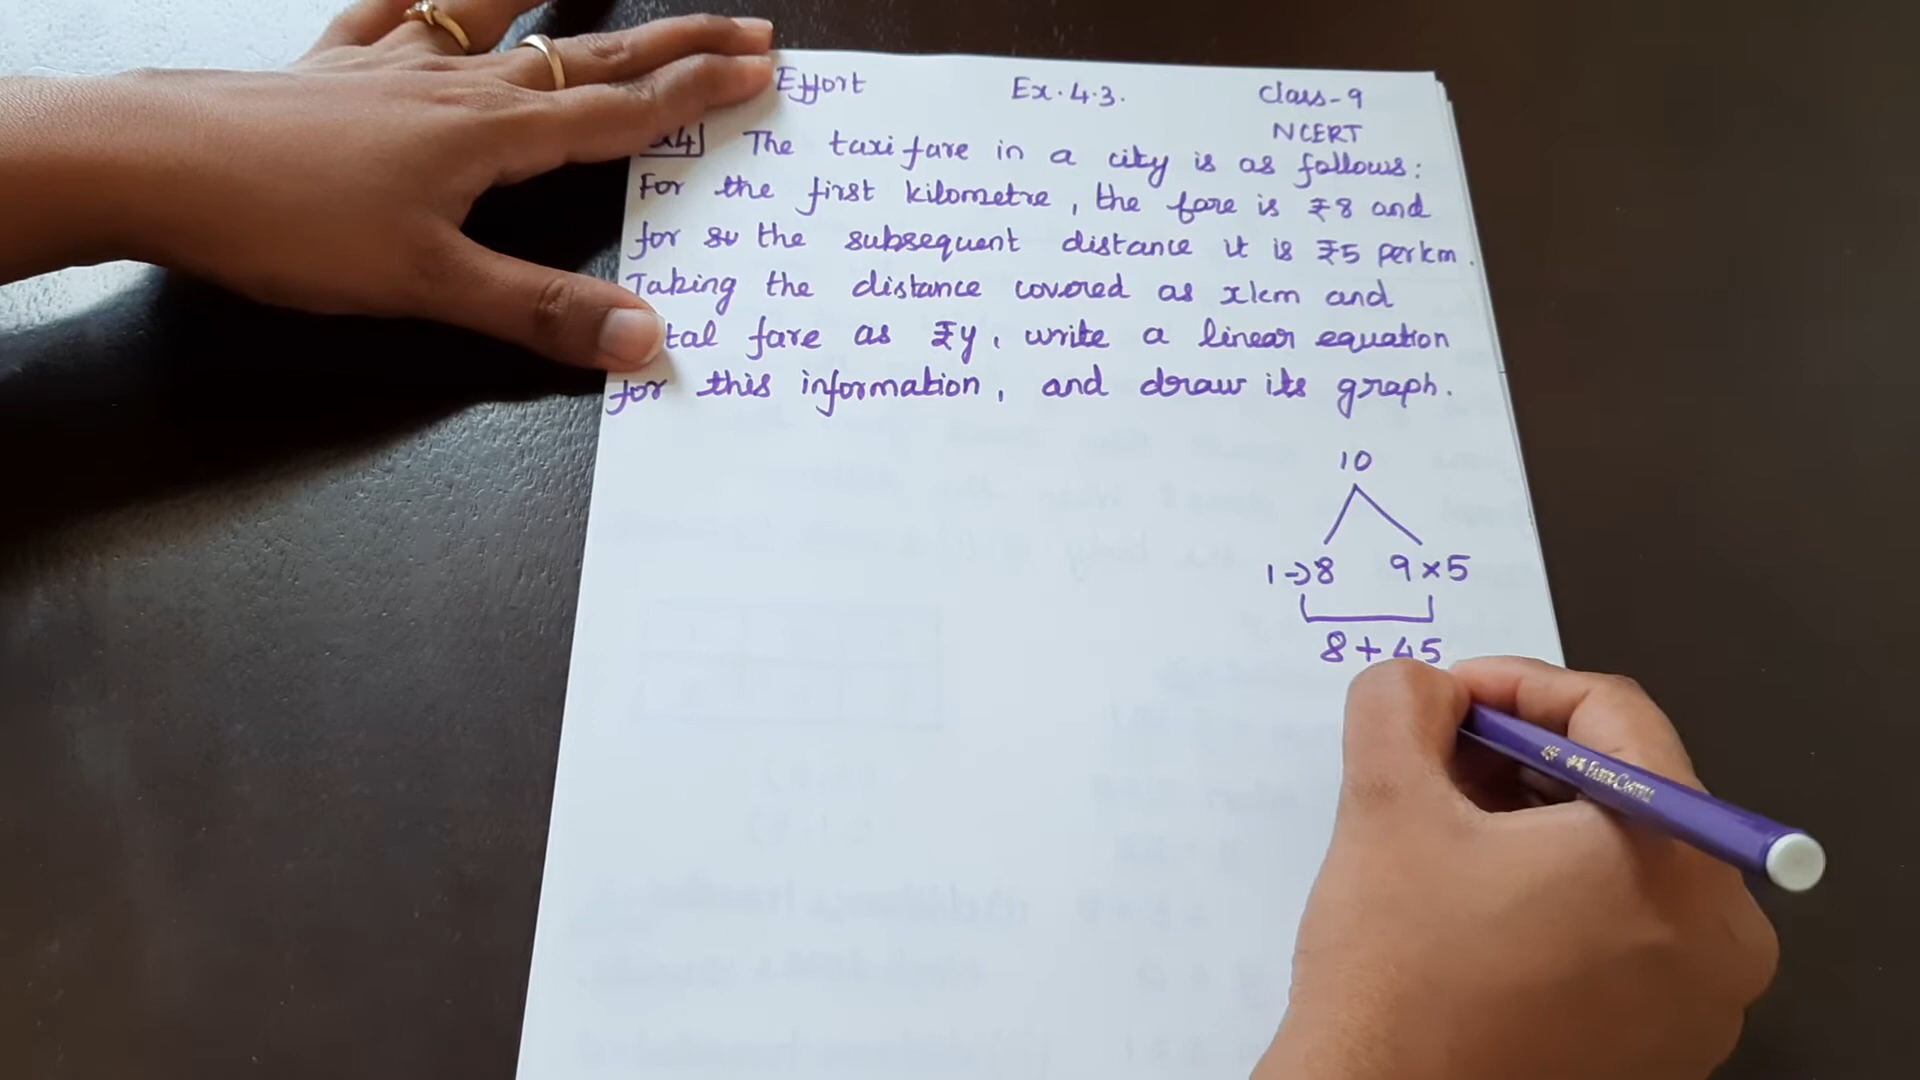 Effort Ex. 4.3. Class-9
NCERT
The taxi fare in a city is as follows:
For the first kilometre, the fare is ₹8 and
for su the subsequent distance it is ₹5 per km.
Taking the distance covered as x km and
tal fare as ₹y, write a linear equation
for this information, and draw its graph.
10
1→8 9×5
8+45
FABER-CASTELL